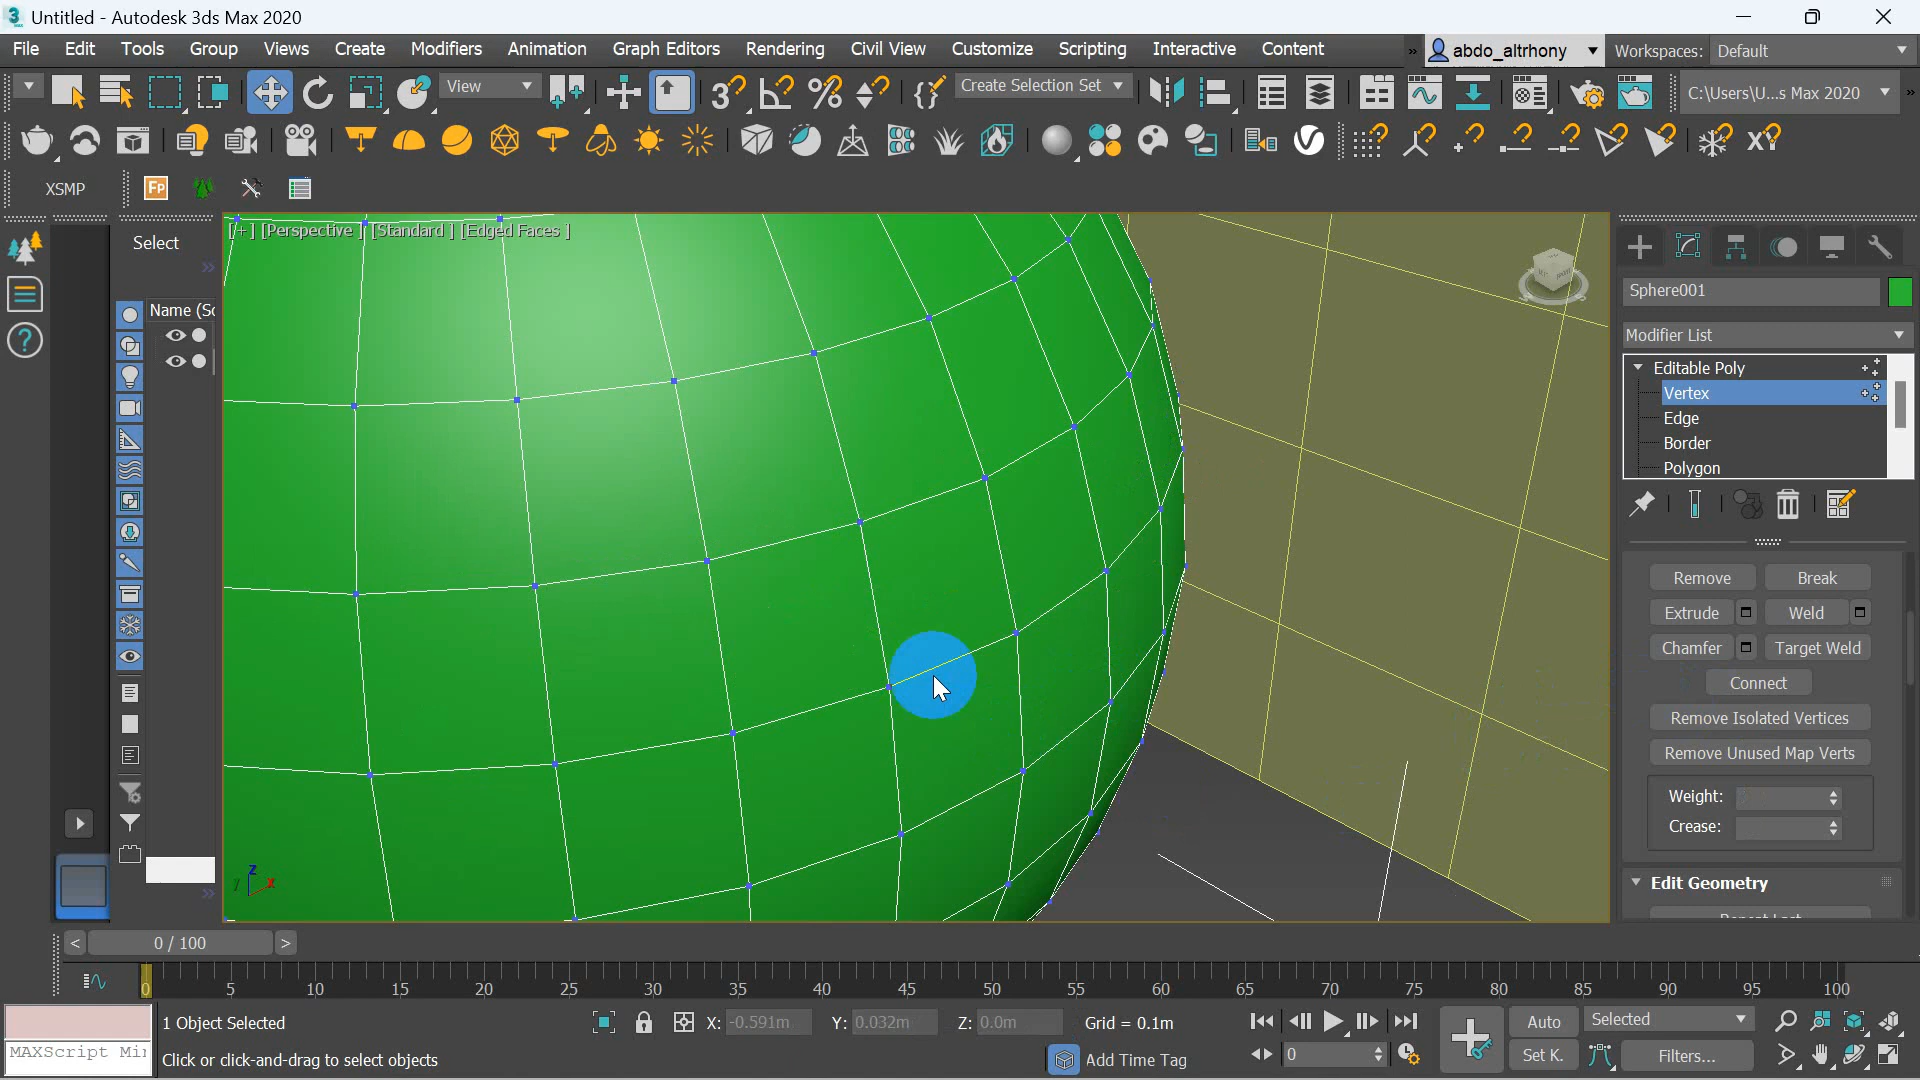 Untitled - Autodesk 3ds Max 2020
File Edit Tools Group Views Create Modifiers Animation Graph Editors Rendering Civil View Customize Scripting Interactive Content
» abdo_altrhony Workspaces: Default
View Create Selection Set C:\Users\U...s Max 2020 »
XSMP Fp
Select
»
Name (Sc
[+] [Perspective ] [Standard ] [Edged Faces ]
Sphere001
Modifier List
Editable Poly
Vertex
Edge
Border
Polygon
Remove Break
Extrude Weld
Chamfer Target Weld
Connect
Remove Isolated Vertices
Remove Unused Map Verts
Weight:
Crease:
Edit Geometry
»
z
y x
< 0 / 100 >
0 5 10 15 20 25 30 35 40 45 50 55 60 65 70 75 80 85 90 95 100
1 Object Selected X: -0.591m Y: 0.032m Z: 0.0m Grid = 0.1m Auto Selected
MAXScript Mi
Click or click-and-drag to select objects Add Time Tag 0 Set K. Filters...